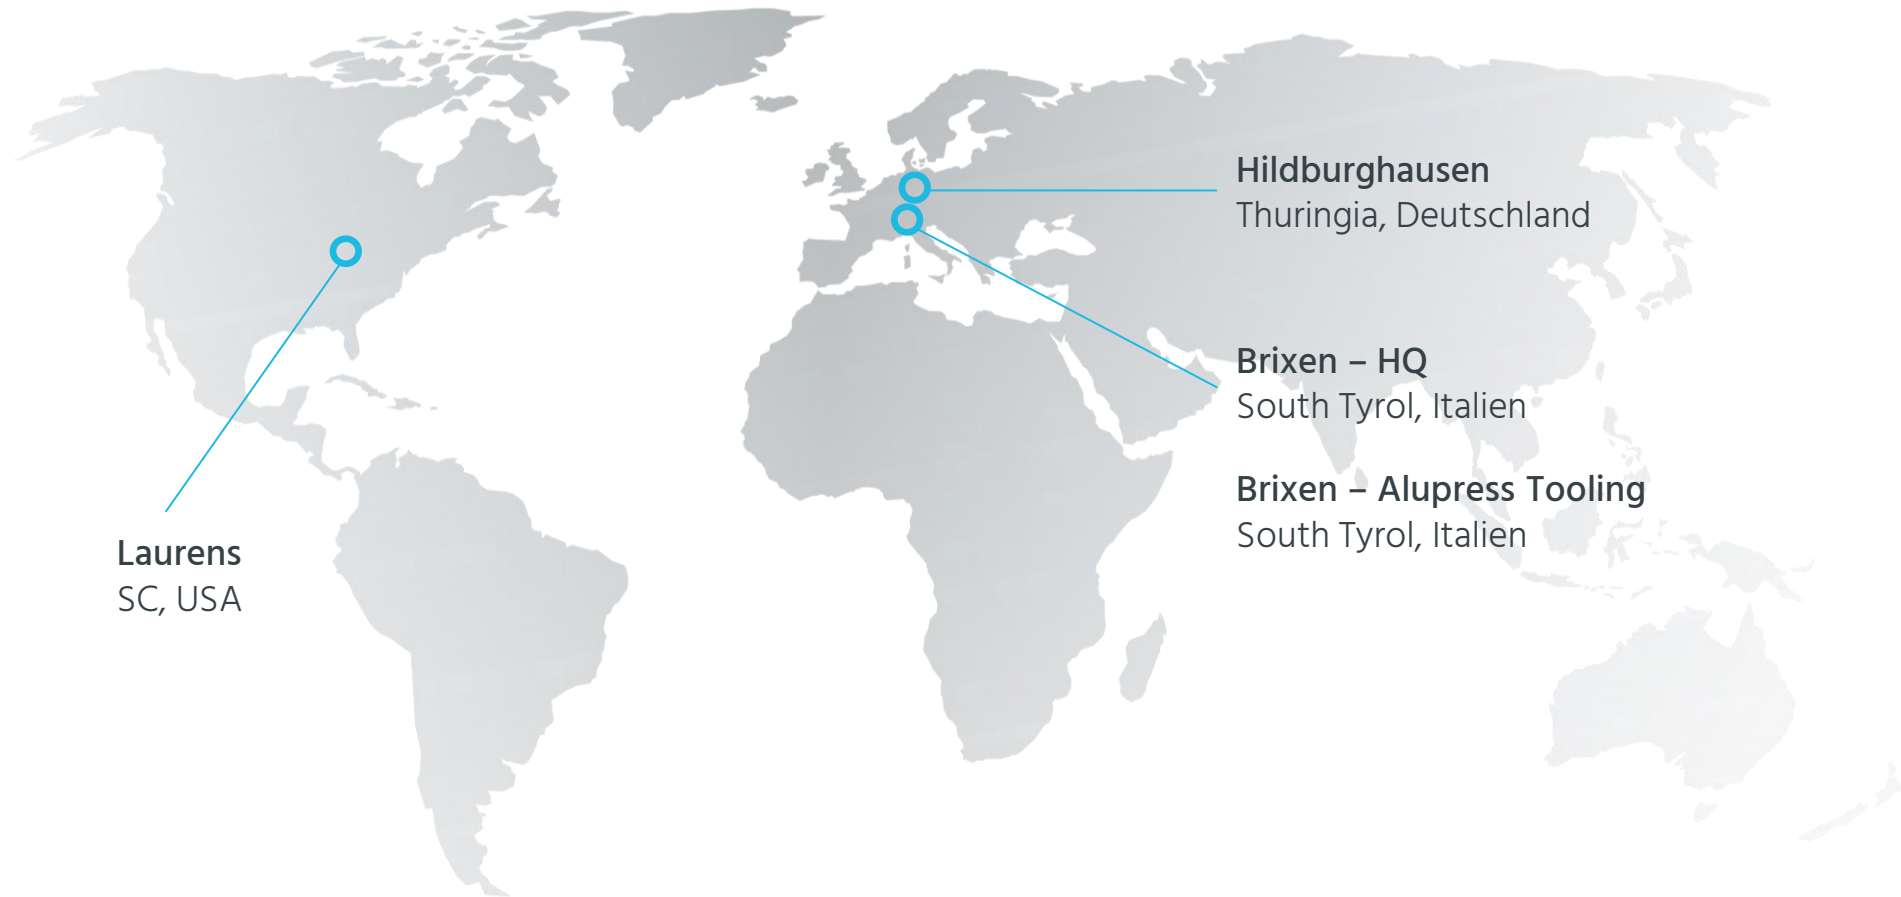 Hildburghausen
Thuringia, Deutschland
Brixen – HQ
South Tyrol, Italien
Brixen – Alupress Tooling
South Tyrol, Italien
Laurens
SC, USA